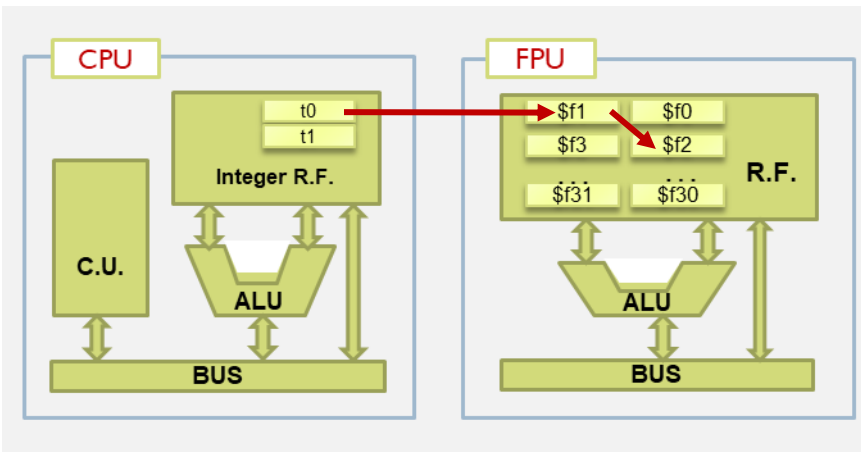 CPU
t0
t1
Integer R.F.
C.U.
ALU
BUS
FPU
$f1 $f0
$f3 $f2
. . . . . .
$f31 $f30
R.F.
ALU
BUS